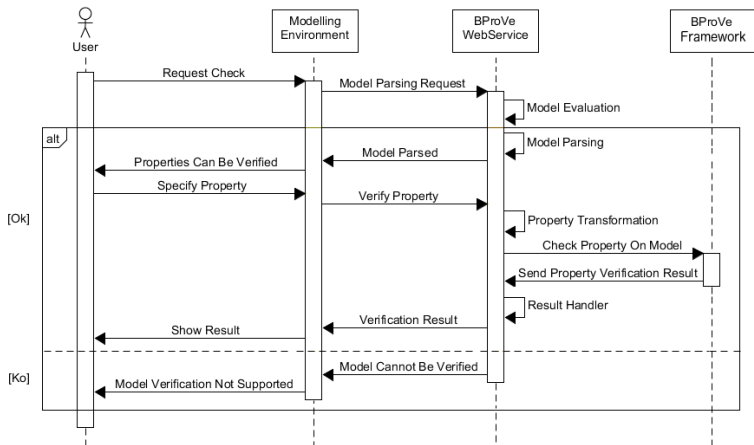 User
Modelling
Environment
BProVe
WebService
BProVe
Framework
Request Check
Model Parsing Request
Model Evaluation
alt
Model Parsing
Model Parsed
Properties Can Be Verified
Specify Property
Verify Property
[Ok]
Property Transformation
Check Property On Model
Send Property Verification Result
Result Handler
Verification Result
Show Result
Model Cannot Be Verified
[Ko]
Model Verification Not Supported